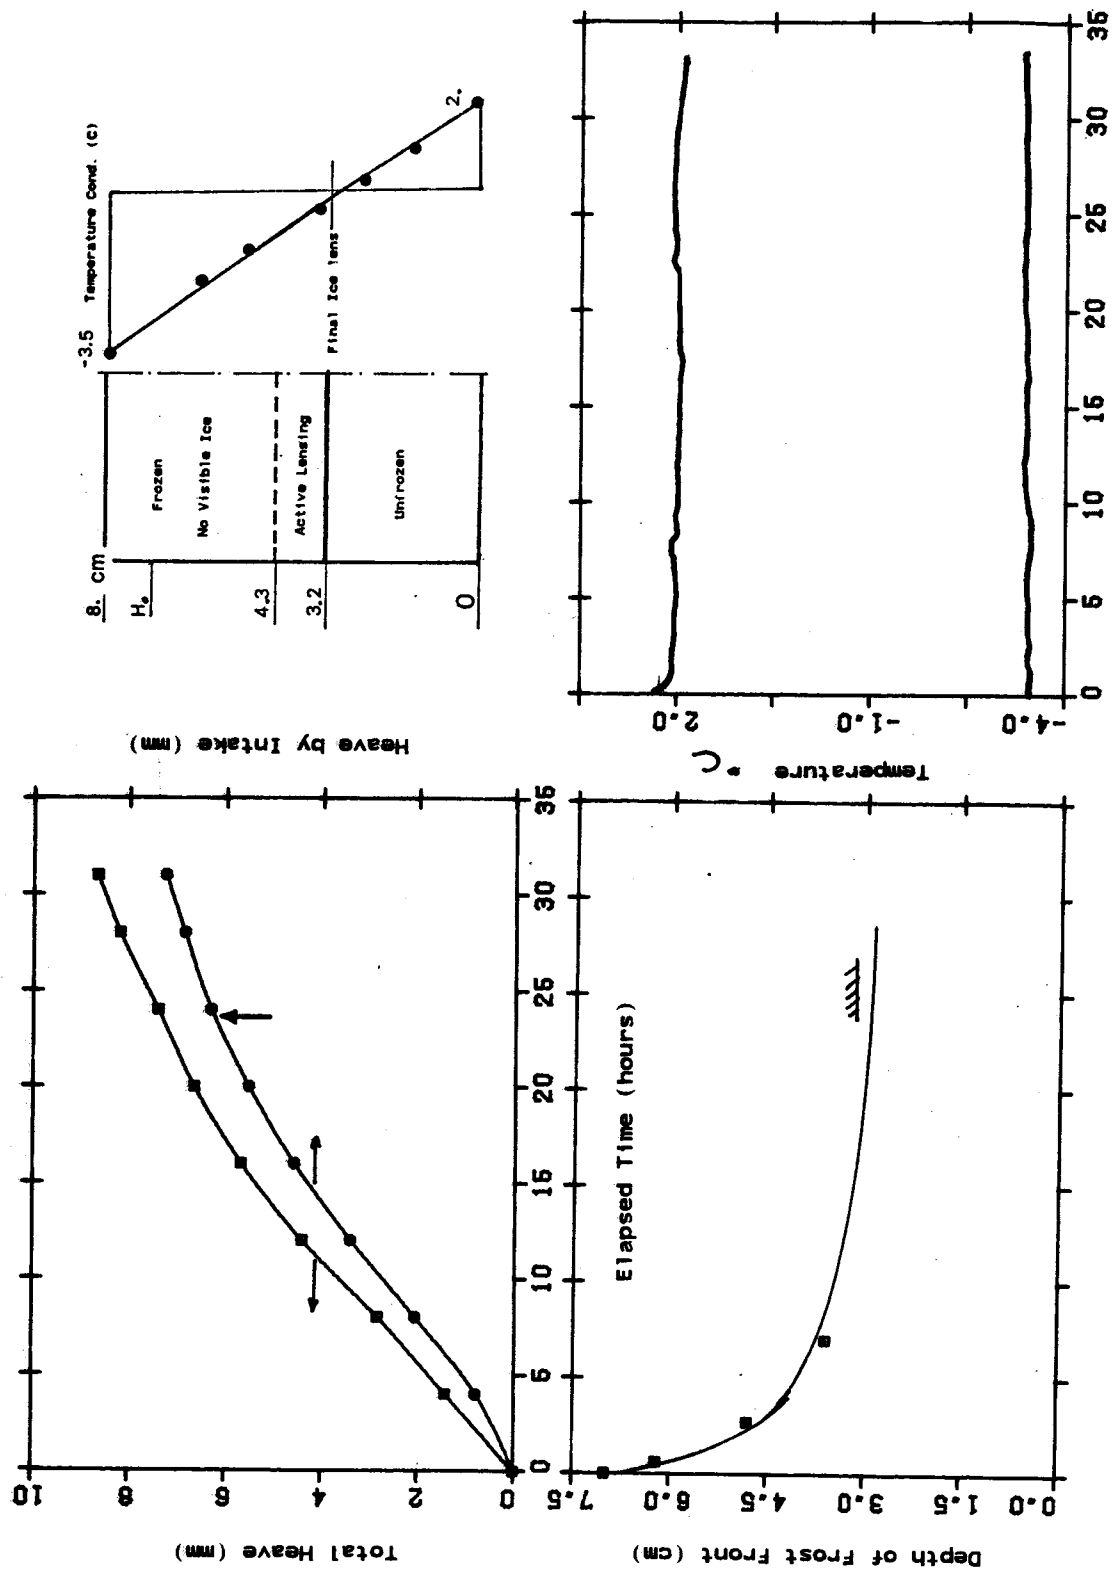 Total Heave (mm)
10
8
6
4
2
0
0
5
10
15
20
25
30
35
Heave by Intake (mm)
8. cm
H.
4.3
3.2
0
Frozen
No Visible Ice
Active Lensing
Unfrozen
-3.5 Temperature Cond. (C)
Final Ice lens
2.
Depth of Frost Front (cm)
7.5
6.0
4.5
3.0
1.5
0.0
Elapsed Time (hours)
Temperature °C
2.0
-1.0
-4.0
0
5
10
15
20
25
30
35